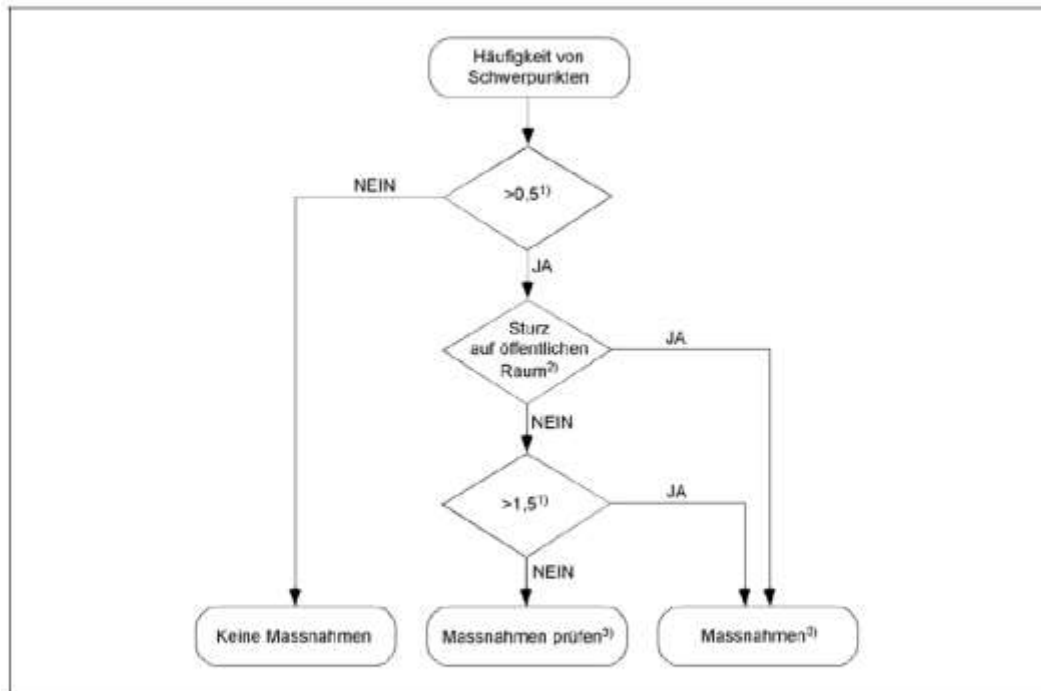 Häufigkeit von
Schwerpunkten
>0,5¹⁾
NEIN
JA
Sturz
auf öffentlichen
Raum²⁾
JA
NEIN
>1,5¹⁾
JA
NEIN
Keine Massnahmen
Massnahmen prüfen³⁾
Massnahmen³⁾